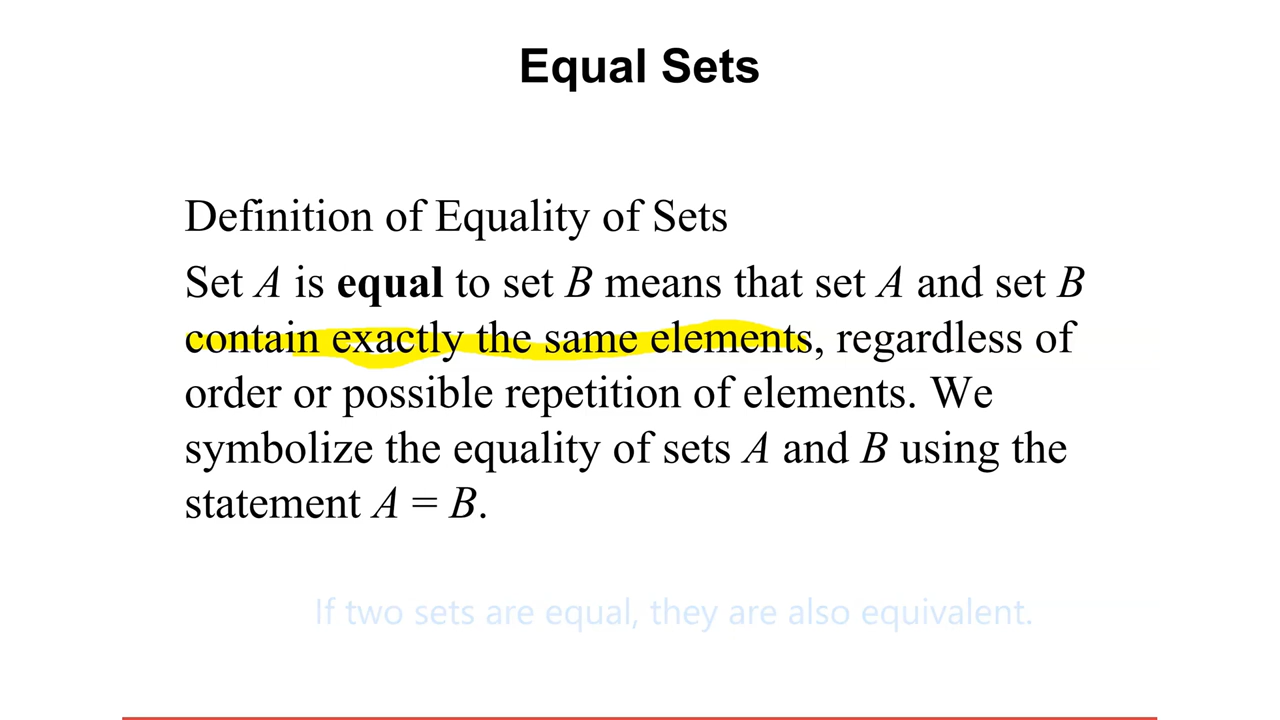 Equal Sets
Definition of Equality of Sets
Set A is equal to set B means that set A and set B
contain exactly the same elements, regardless of
order or possible repetition of elements. We
symbolize the equality of sets A and B using the
statement A = B.
If two sets are equal, they are also equivalent.